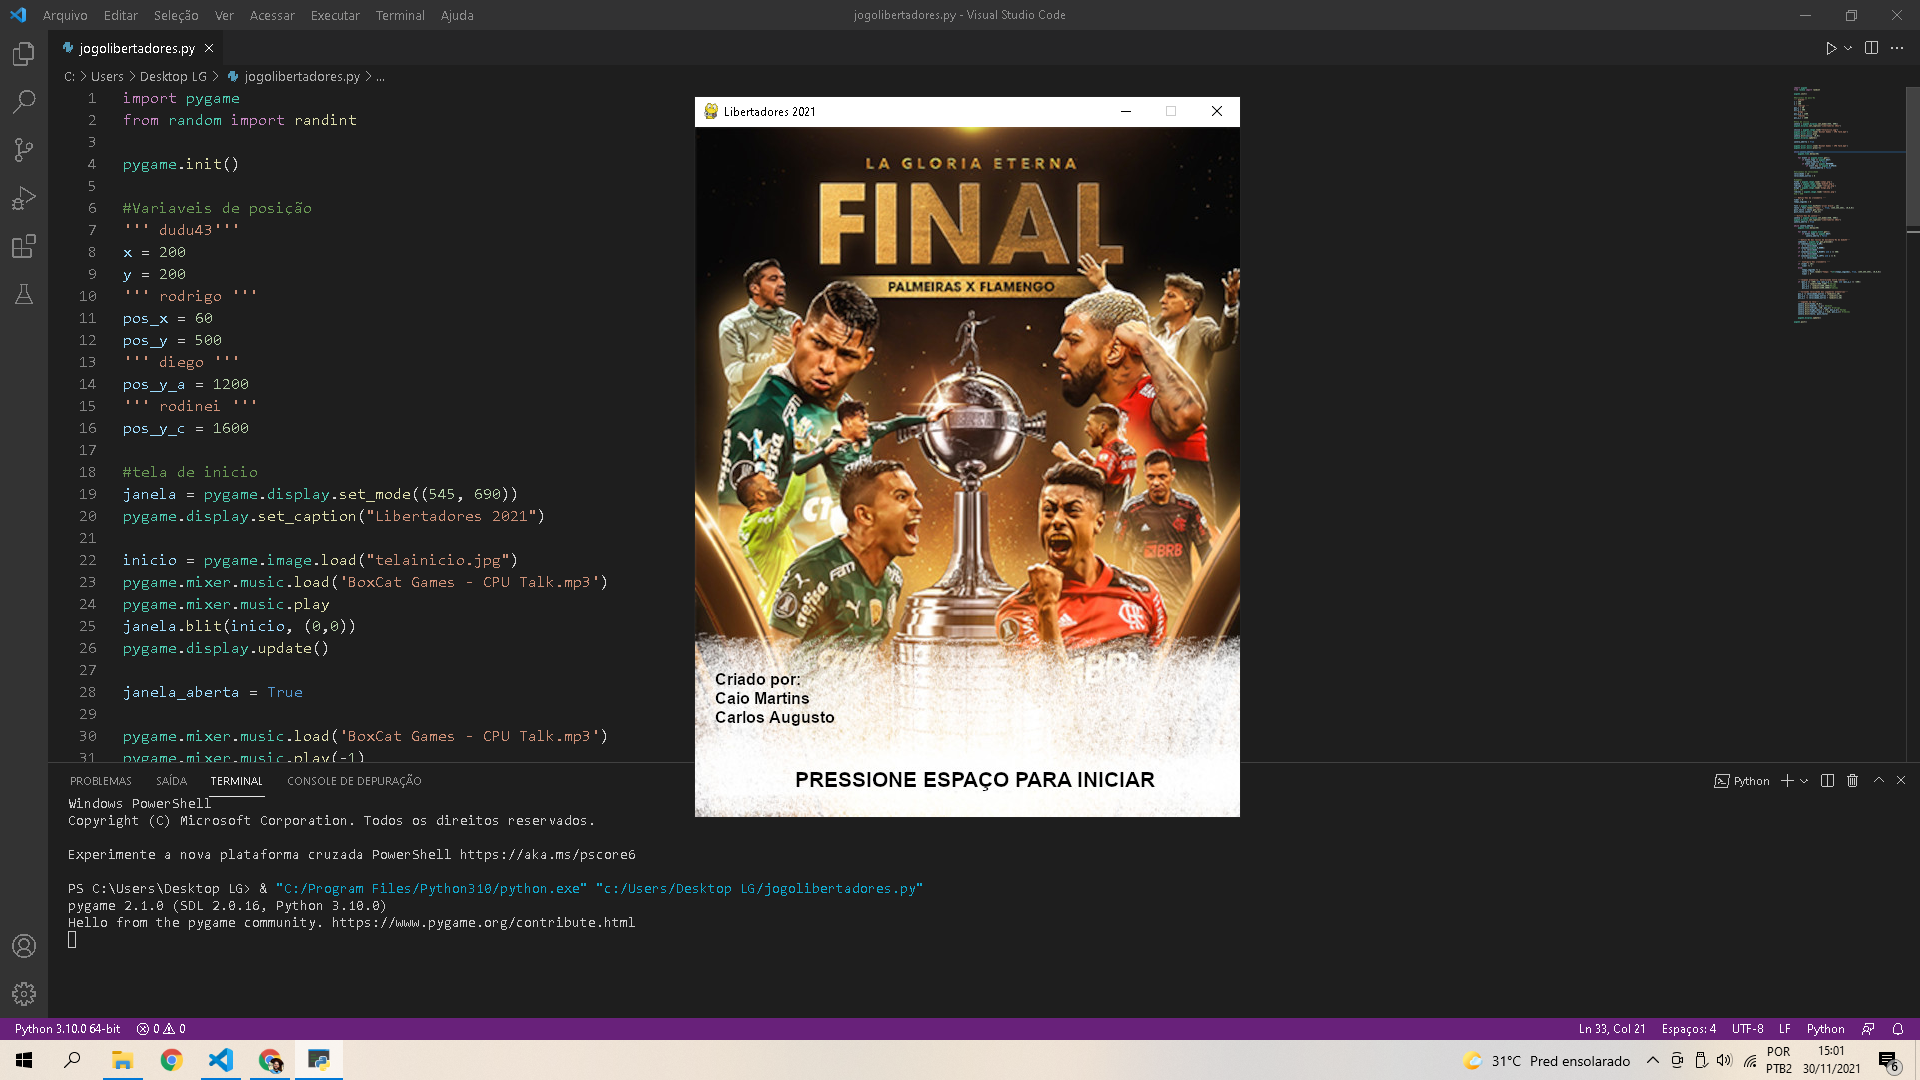 Arquivo Editar Seleção Ver Acessar Executar Terminal Ajuda
jogolibertadores.py - Visual Studio Code
jogolibertadores.py
C: > Users > Desktop LG > jogolibertadores.py > ...
1 import pygame
2 from random import randint
3
4 pygame.init()
5
6 #Variaveis de posição
7 ''' dudu43'''
8 x = 200
9 y = 200
10 ''' rodrigo '''
11 pos_x = 60
12 pos_y = 500
13 ''' diego '''
14 pos_y_a = 1200
15 ''' rodinei '''
16 pos_y_c = 1600
17
18 #tela de inicio
19 janela = pygame.display.set_mode((545, 690))
20 pygame.display.set_caption("Libertadores 2021")
21
22 inicio = pygame.image.load("telainicio.jpg")
23 pygame.mixer.music.load('BoxCat Games - CPU Talk.mp3')
24 pygame.mixer.music.play
25 janela.blit(inicio, (0,0))
26 pygame.display.update()
27
28 janela_aberta = True
29
30 pygame.mixer.music.load('BoxCat Games - CPU Talk.mp3')
31 pygame.mixer.music.play(-1)
Libertadores 2021
LA GLORIA ETERNA
FINAL
PALMEIRAS X FLAMENGO
BRB
Criado por:
Caio Martins
Carlos Augusto
PRESSIONE ESPAÇO PARA INICIAR
PROBLEMAS SAÍDA TERMINAL CONSOLE DE DEPURAÇÃO
Python
Windows PowerShell
Copyright (C) Microsoft Corporation. Todos os direitos reservados.
Experimente a nova plataforma cruzada PowerShell https://aka.ms/pscore6
PS C:\Users\Desktop LG> & "C:/Program Files/Python310/python.exe" "c:/Users/Desktop LG/jogolibertadores.py"
pygame 2.1.0 (SDL 2.0.16, Python 3.10.0)
Hello from the pygame community. https://www.pygame.org/contribute.html
Python 3.10.0 64-bit 0 0
Ln 33, Col 21 Espaços: 4 UTF-8 LF Python
31°C Pred ensolarado
POR
PTB2
15:01
30/11/2021
6